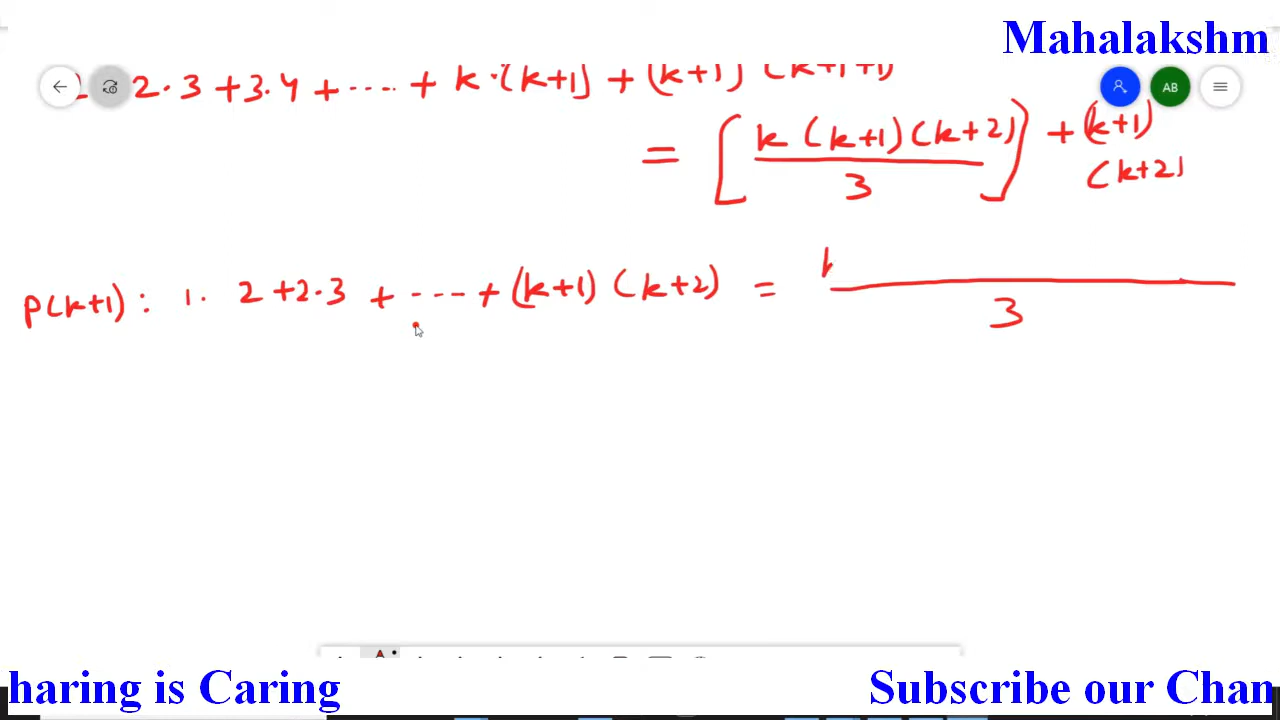 Mahalakshm
2 · 3 + 3 · 4 + ---- + k · (k+1) + (k+1) (k+1+1)
AB
= [ k (k+1) (k+2) / 3 ] + (k+1)
(k+2)
P(k+1) : 1 . 2 + 2 · 3 + ---- + (k+1) (k+2) = / 3
haring is Caring
Subscribe our Chan